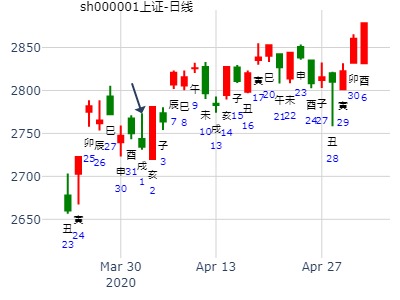 sh000001上证-日线
2850
2800
2750
2700
2650
丑
23
寅
24
卯
25
辰
26
巳
27
申
30
酉
31
戌
1
亥
2
子
3
辰
7
巳
8
午
9
未
10
戌
13
亥
14
子
15
丑
16
寅
17
巳
20
午
21
未
22
申
23
酉
24
子
27
丑
28
寅
29
卯
30
酉
6
Mar 30
2020
Apr 13
Apr 27